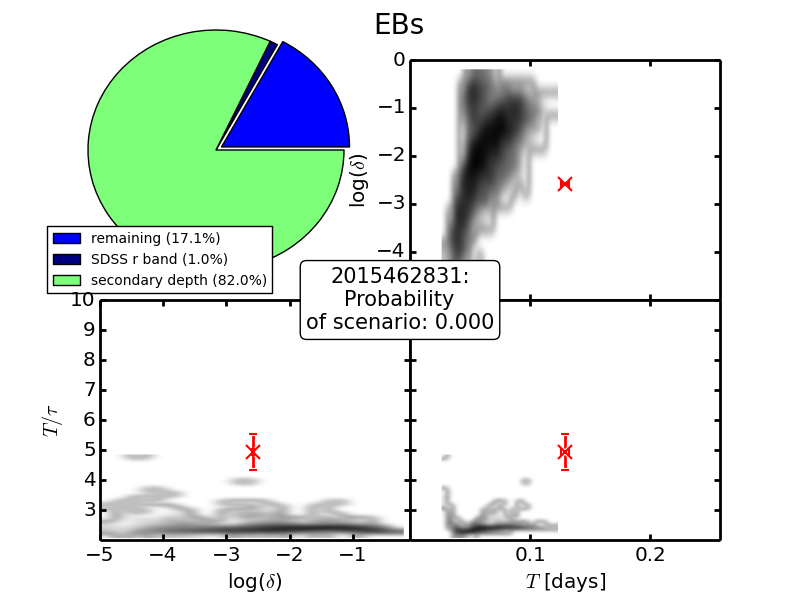 EBs
remaining (17.1%)
SDSS r band (1.0%)
secondary depth (82.0%)
0
−1
−2
−3
−4
log(δ)
2015462831:
Probability
of scenario: 0.000
10
9
8
7
6
5
4
3
T/τ
−5 −4 −3 −2 −1
log(δ)
0.1 0.2
T [days]